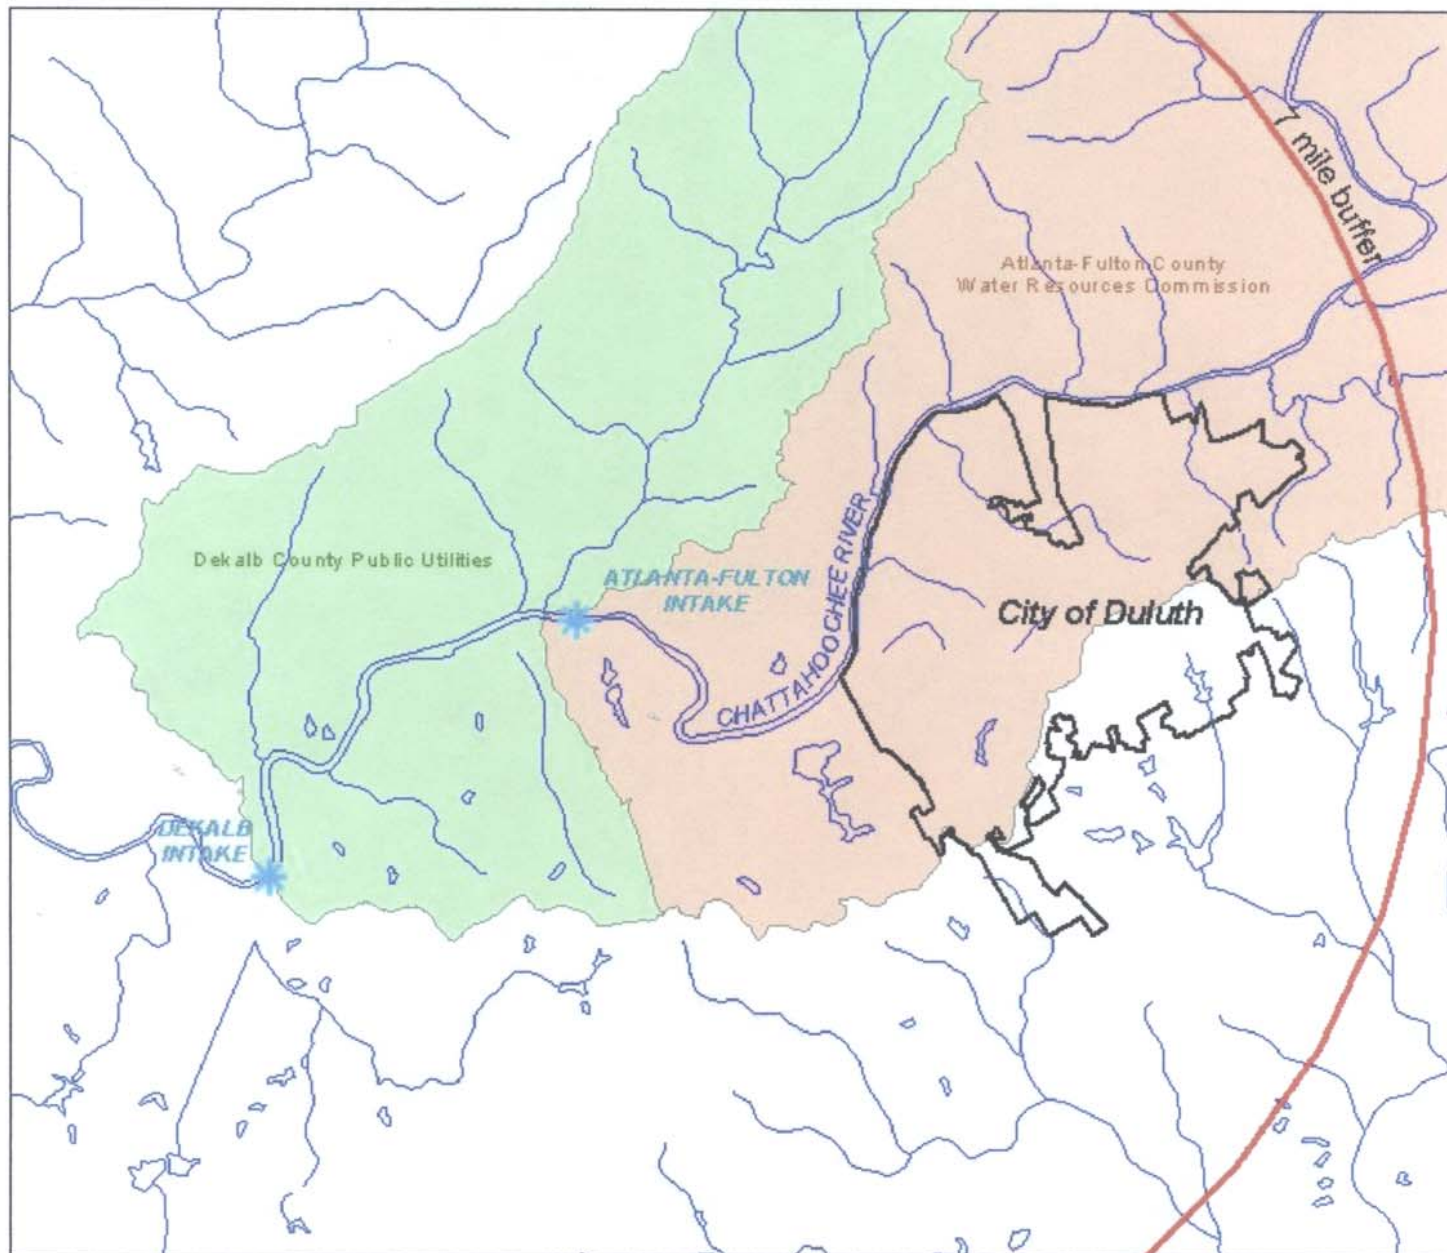 7 mile buffer
Atlanta-Fulton County
Water Resources Commission
Dekalb County Public Utilities
ATLANTA-FULTON
INTAKE
CHATTAHOOCHEE RIVER
City of Duluth
DEKALB
INTAKE